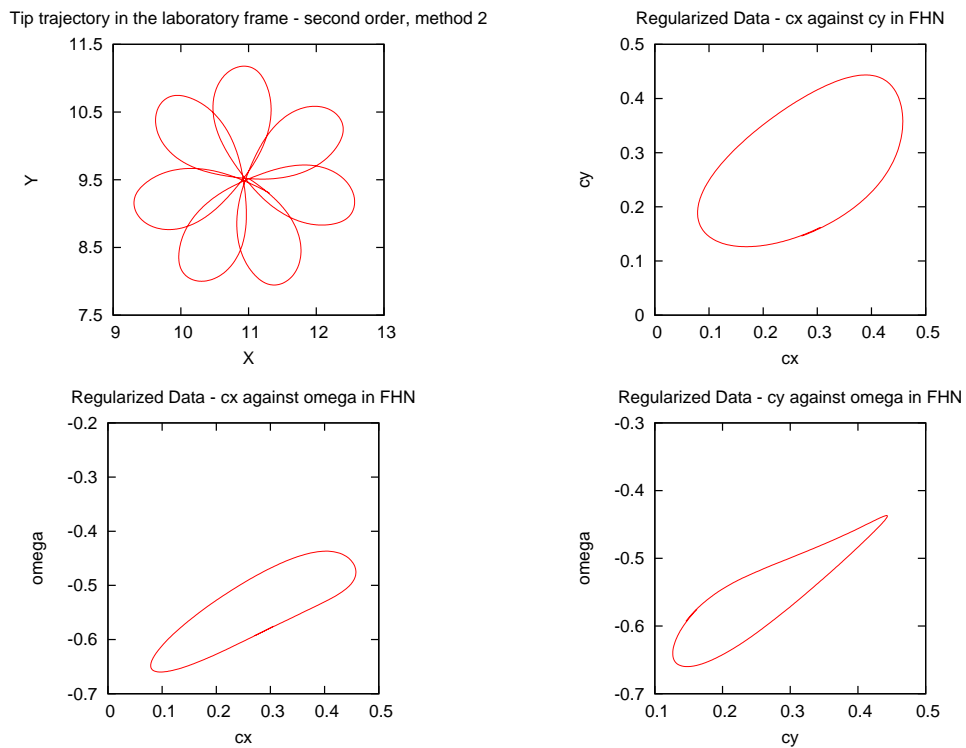 Tip trajectory in the laboratory frame - second order, method 2
11.5
10.5
9.5
8.5
7.5
Y
9 10 11 12 13
X
Regularized Data - cx against cy in FHN
0.5
0.4
0.3
0.2
0.1
0
cy
0 0.1 0.2 0.3 0.4 0.5
cx
Regularized Data - cx against omega in FHN
-0.2
-0.3
-0.4
-0.5
-0.6
-0.7
omega
0 0.1 0.2 0.3 0.4 0.5
cx
Regularized Data - cy against omega in FHN
-0.3
-0.4
-0.5
-0.6
-0.7
omega
0.1 0.2 0.3 0.4 0.5
cy